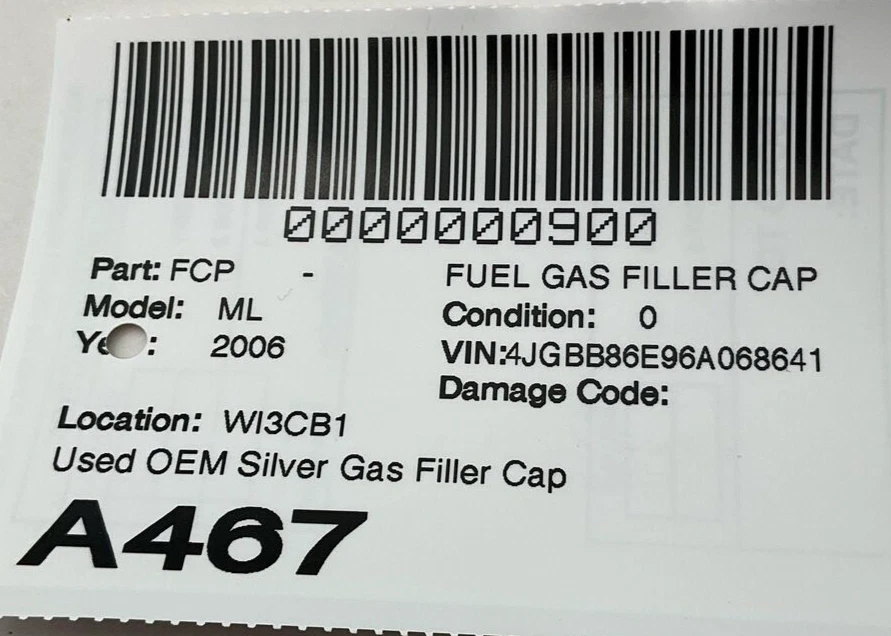 0000000900
Part: FCP - FUEL GAS FILLER CAP
Model: ML Condition: 0
2006 VIN:4JGBB86E96A068641
Damage Code:
Location: WI3CB1
Used OEM Silver Gas Filler Cap
A467